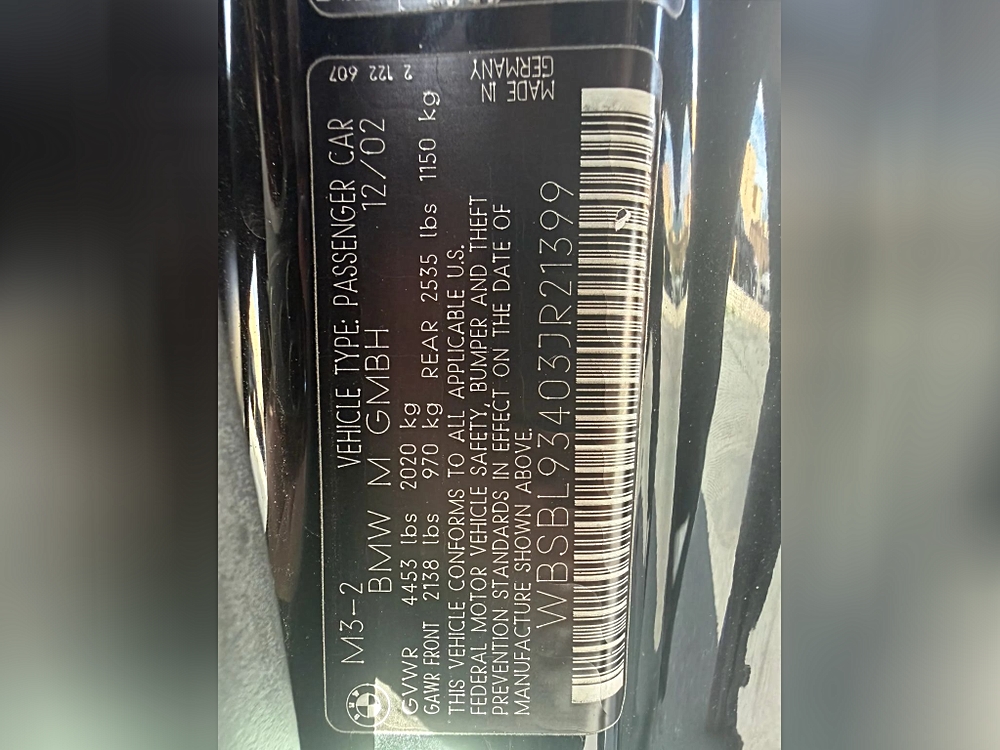 M3-2 VEHICLE TYPE: PASSENGER CAR 2 122 607
BMW M GMBH 12/02
GVWR 4453 lbs 2020 kg
GAWR FRONT 2138 lbs 970 kg REAR 2535 lbs 1150 kg
THIS VEHICLE CONFORMS TO ALL APPLICABLE U.S.
FEDERAL MOTOR VEHICLE SAFETY, BUMPER AND THEFT
PREVENTION STANDARDS IN EFFECT ON THE DATE OF
MANUFACTURE SHOWN ABOVE.
MADE IN
GERMANY
WBSBL93403JR21399
BMW